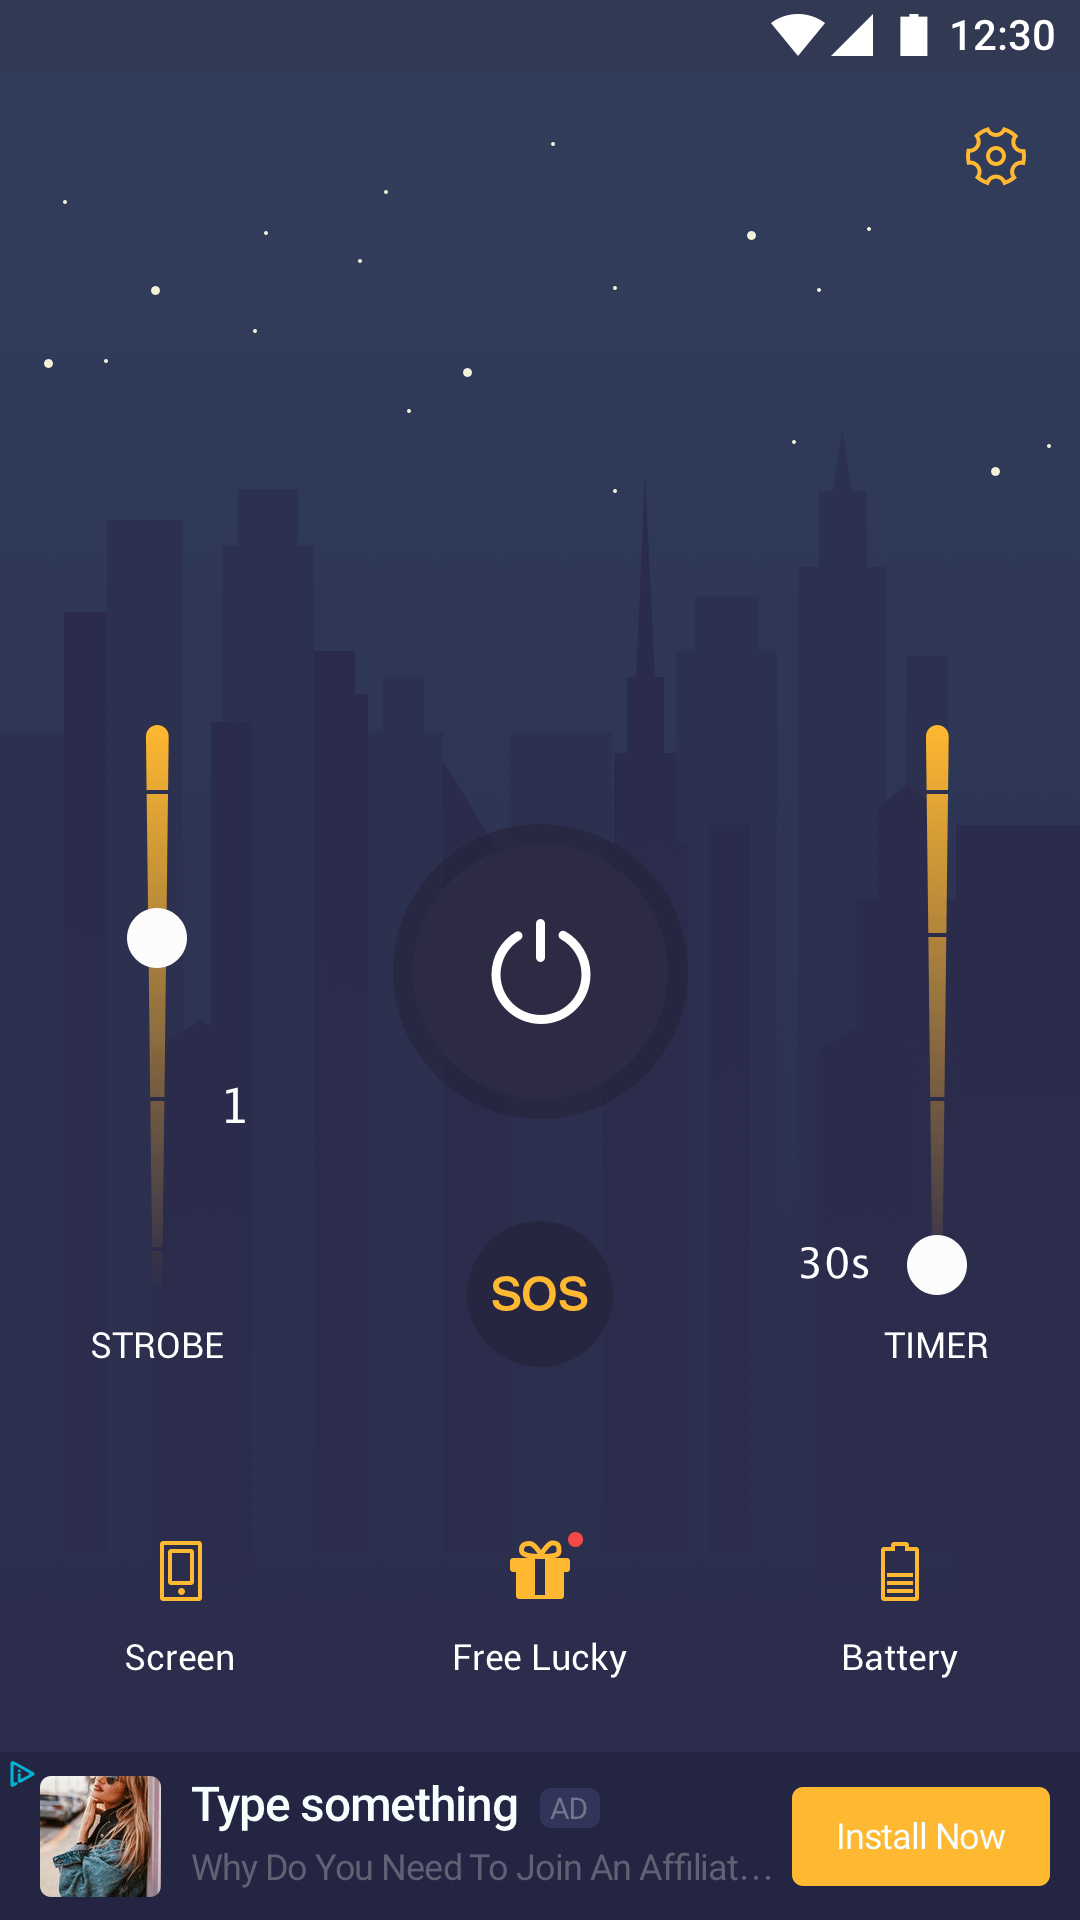 12:30
1
SOS
30s
STROBE
TIMER
Screen
Free Lucky
Battery
Type something AD
Why Do You Need To Join An Affiliat...
Install Now